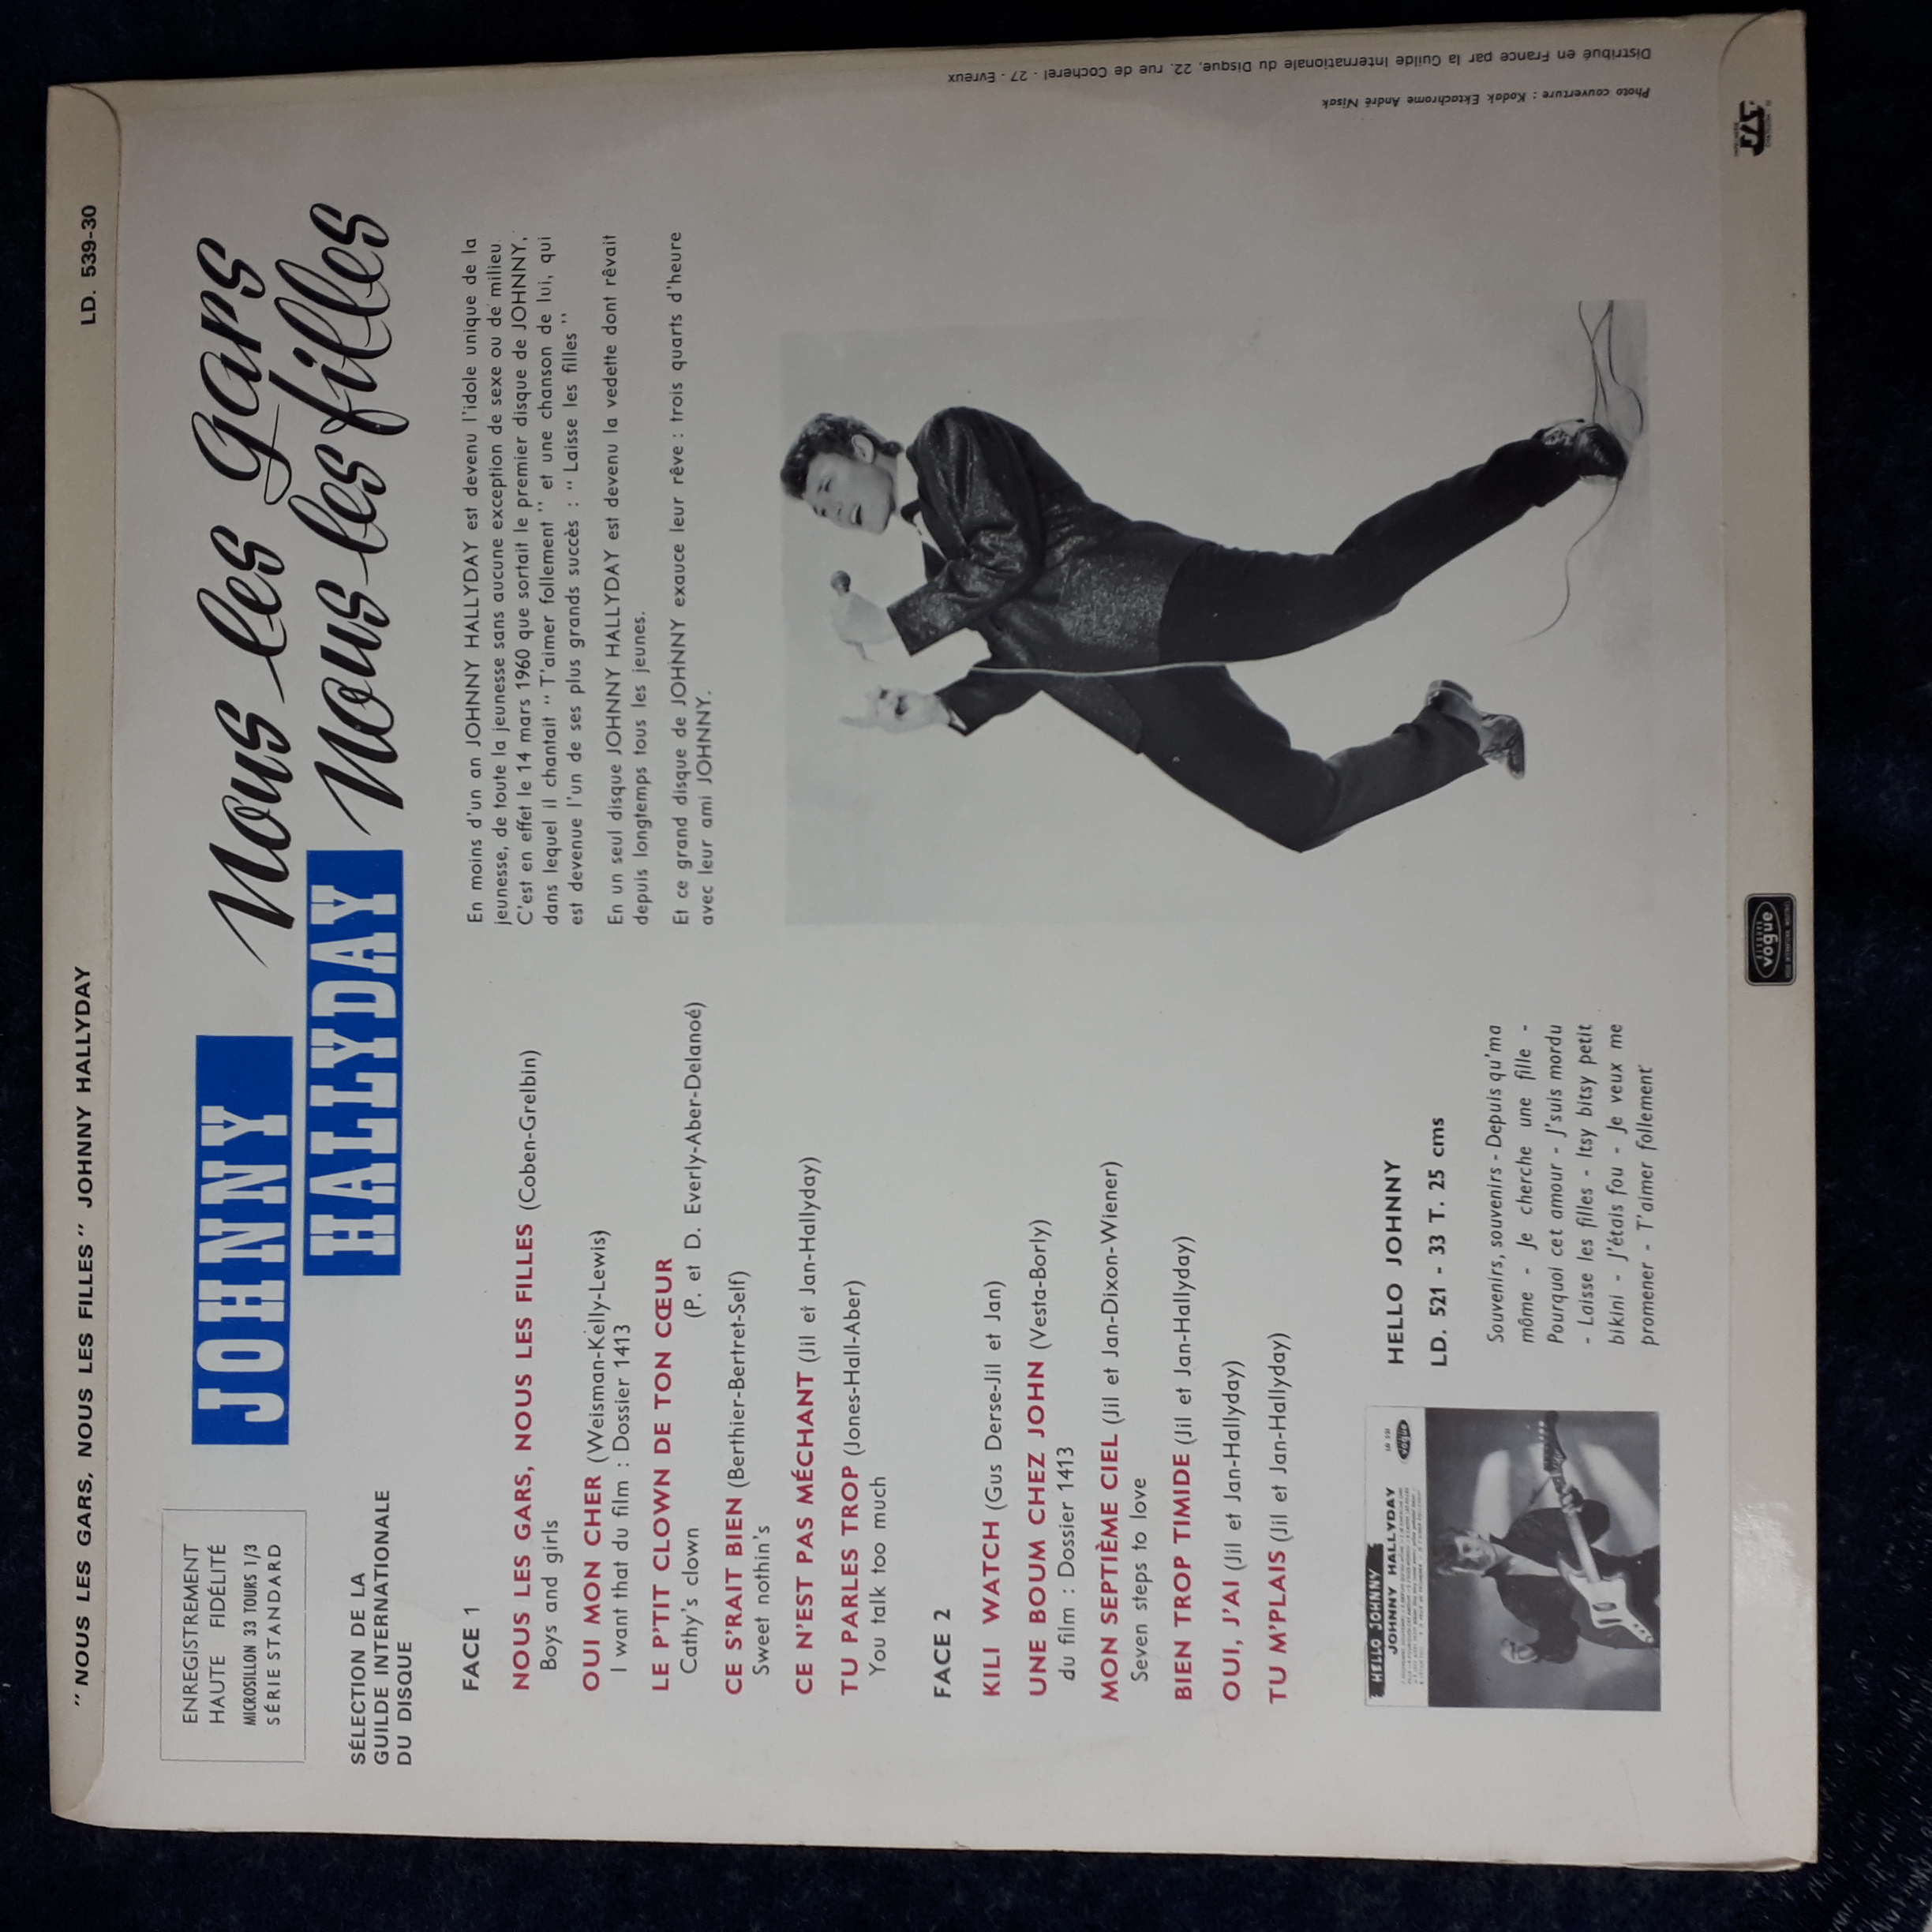 " NOUS LES GARS, NOUS LES FILLES " JOHNNY HALLYDAY
LD. 539-30
ENREGISTREMENT
HAUTE FIDÉLITÉ
MICROSILLON 33 TOURS 1/3
SÉRIE STANDARD
SÉLECTION DE LA
GUILDE INTERNATIONALE
DU DISQUE
JOHNNY
HALLYDAY
Nous les Gars
Nous les filles
FACE 1
NOUS LES GARS, NOUS LES FILLES (Coben-Grelbin)
Boys and girls
OUI MON CHER (Weisman-Kelly-Lewis)
I want that du film : Dossier 1413
LE P'TIT CLOWN DE TON CŒUR
Cathy's clown (P. et D. Everly-Aber-Delanoé)
CE S'RAIT BIEN (Berthier-Bertret-Self)
Sweet nothin's
CE N'EST PAS MÉCHANT (Jil et Jan-Hallyday)
TU PARLES TROP (Jones-Hall-Aber)
You talk too much
FACE 2
KILI WATCH (Gus Derse-Jil et Jan)
UNE BOUM CHEZ JOHN (Vesta-Borly)
du film : Dossier 1413
MON SEPTIÈME CIEL (Jil et Jan-Dixon-Wiener)
Seven steps to love
BIEN TROP TIMIDE (Jil et Jan-Hallyday)
OUI, J'AI (Jil et Jan-Hallyday)
TU M'PLAIS (Jil et Jan-Hallyday)
En moins d'un an JOHNNY HALLYDAY est devenu l'idole unique de la
jeunesse, de toute la jeunesse sans aucune exception de sexe ou de milieu.
C'est en effet le 14 mars 1960 que sortait le premier disque de JOHNNY,
dans lequel il chantait " T'aimer follement " et une chanson de lui, qui
est devenue l'un de ses plus grands succès : " Laisse les filles "
En un seul disque JOHNNY HALLYDAY est devenu la vedette dont rêvait
depuis longtemps tous les jeunes.
Et ce grand disque de JOHNNY exauce leur rêve : trois quarts d'heure
avec leur ami JOHNNY.
HELLO JOHNNY
JOHNNY HALLYDAY
LD 521
vogue
HELLO JOHNNY
LD. 521 - 33 T. 25 cms
Souvenirs, souvenirs - Depuis qu'ma
môme - Je cherche une fille -
Pourquoi cet amour - J'suis mordu
- Laisse les filles - Itsy bitsy petit
bikini - J'étais fou - Je veux me
promener - T'aimer follement
Photo couverture : Kodak Ektachrome André Nisak
Distribué en France par la Guilde Internationale du Disque, 22, rue de Cocherel - 27 - Evreux
DISQUES
vogue